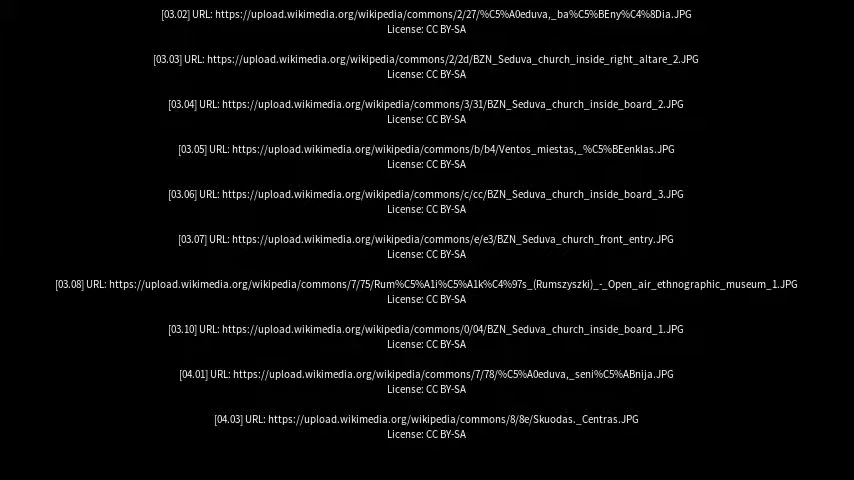 [03.02] URL: https://upload.wikimedia.org/wikipedia/commons/2/27/%C5%A0eduva,_ba%C5%BEny%C4%8Dia.JPG
License: CC BY-SA
[03.03] URL: https://upload.wikimedia.org/wikipedia/commons/2/2d/BZN_Seduva_church_inside_right_altare_2.JPG
License: CC BY-SA
[03.04] URL: https://upload.wikimedia.org/wikipedia/commons/3/31/BZN_Seduva_church_inside_board_2.JPG
License: CC BY-SA
[03.05] URL: https://upload.wikimedia.org/wikipedia/commons/b/b4/Ventos_miestas,_%C5%BEenklas.JPG
License: CC BY-SA
[03.06] URL: https://upload.wikimedia.org/wikipedia/commons/c/cc/BZN_Seduva_church_inside_board_3.JPG
License: CC BY-SA
[03.07] URL: https://upload.wikimedia.org/wikipedia/commons/e/e3/BZN_Seduva_church_front_entry.JPG
License: CC BY-SA
[03.08] URL: https://upload.wikimedia.org/wikipedia/commons/7/75/Rum%C5%A1i%C5%A1k%C4%97s_(Rumszyszki)_-_Open_air_ethnographic_museum_1.JPG
License: CC BY-SA
[03.10] URL: https://upload.wikimedia.org/wikipedia/commons/0/04/BZN_Seduva_church_inside_board_1.JPG
License: CC BY-SA
[04.01] URL: https://upload.wikimedia.org/wikipedia/commons/7/78/%C5%A0eduva,_seni%C5%ABnija.JPG
License: CC BY-SA
[04.03] URL: https://upload.wikimedia.org/wikipedia/commons/8/8e/Skuodas._Centras.JPG
License: CC BY-SA